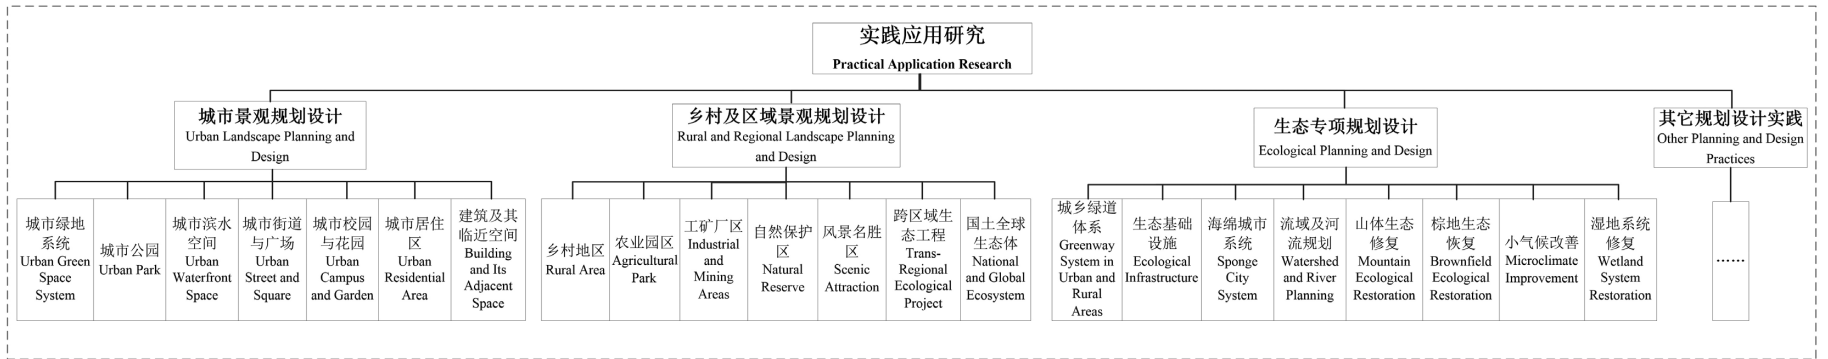 实践应用研究
Practical Application Research
城市景观规划设计
Urban Landscape Planning and
Design
乡村及区域景观规划设计
Rural and Regional Landscape Planning
and Design
生态专项规划设计
Ecological Planning and Design
其它规划设计实践
Other Planning and Design
Practices
城市绿地
系统
Urban Green
Space
System
城市公园
Urban Park
城市滨水
空间
Urban
Waterfront
Space
城市街道
与广场
Urban
Street and
Square
城市校园
与花园
Urban
Campus
and Garden
城市居住
区
Urban
Residential
Area
建筑及其
临近空间
Building
and Its
Adjacent
Space
乡村地区
Rural Area
农业园区
Agricultural
Park
工矿厂区
Industrial
and
Mining
Areas
自然保护
区
Natural
Reserve
风景名胜
区
Scenic
Attraction
跨区域生
态工程
Trans-
Regional
Ecological
Project
国土全球
生态体
National
and Global
Ecosystem
城乡绿道
体系
Greenway
System in
Urban and
Rural
Areas
生态基础
设施
Ecological
Infrastructure
海绵城市
系统
Sponge
City
System
流域及河
流规划
Watershed
and River
Planning
山体生态
修复
Mountain
Ecological
Restoration
棕地生态
恢复
Brownfield
Ecological
Restoration
小气候改善
Microclimate
Improvement
湿地系统
修复
Wetland
System
Restoration
……